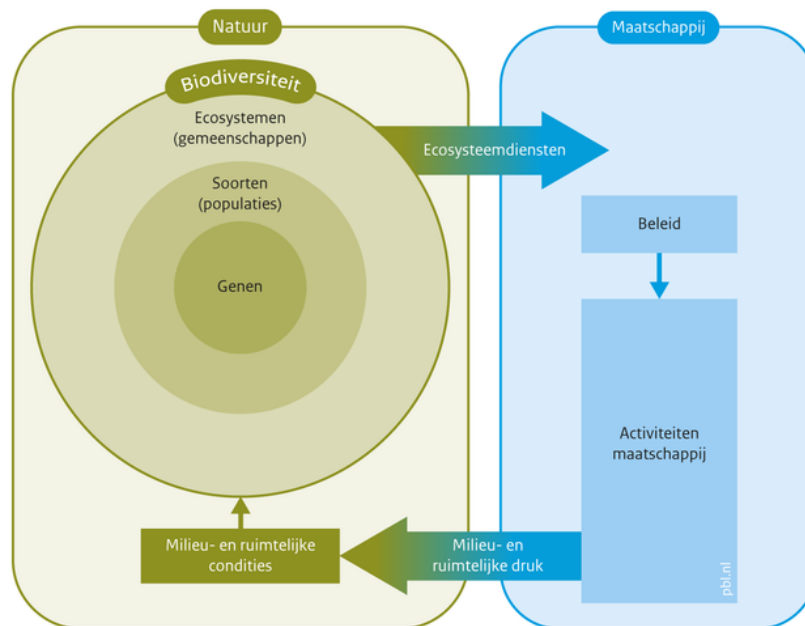 Natuur
Maatschappij
Biodiversiteit
Ecosystemen
(gemeenschappen)
Ecosysteemdiensten
Soorten
(populaties)
Beleid
Genen
Activiteiten
maatschappij
Milieu- en ruimtelijke
condities
Milieu- en
ruimtelijke druk
pbl.nl